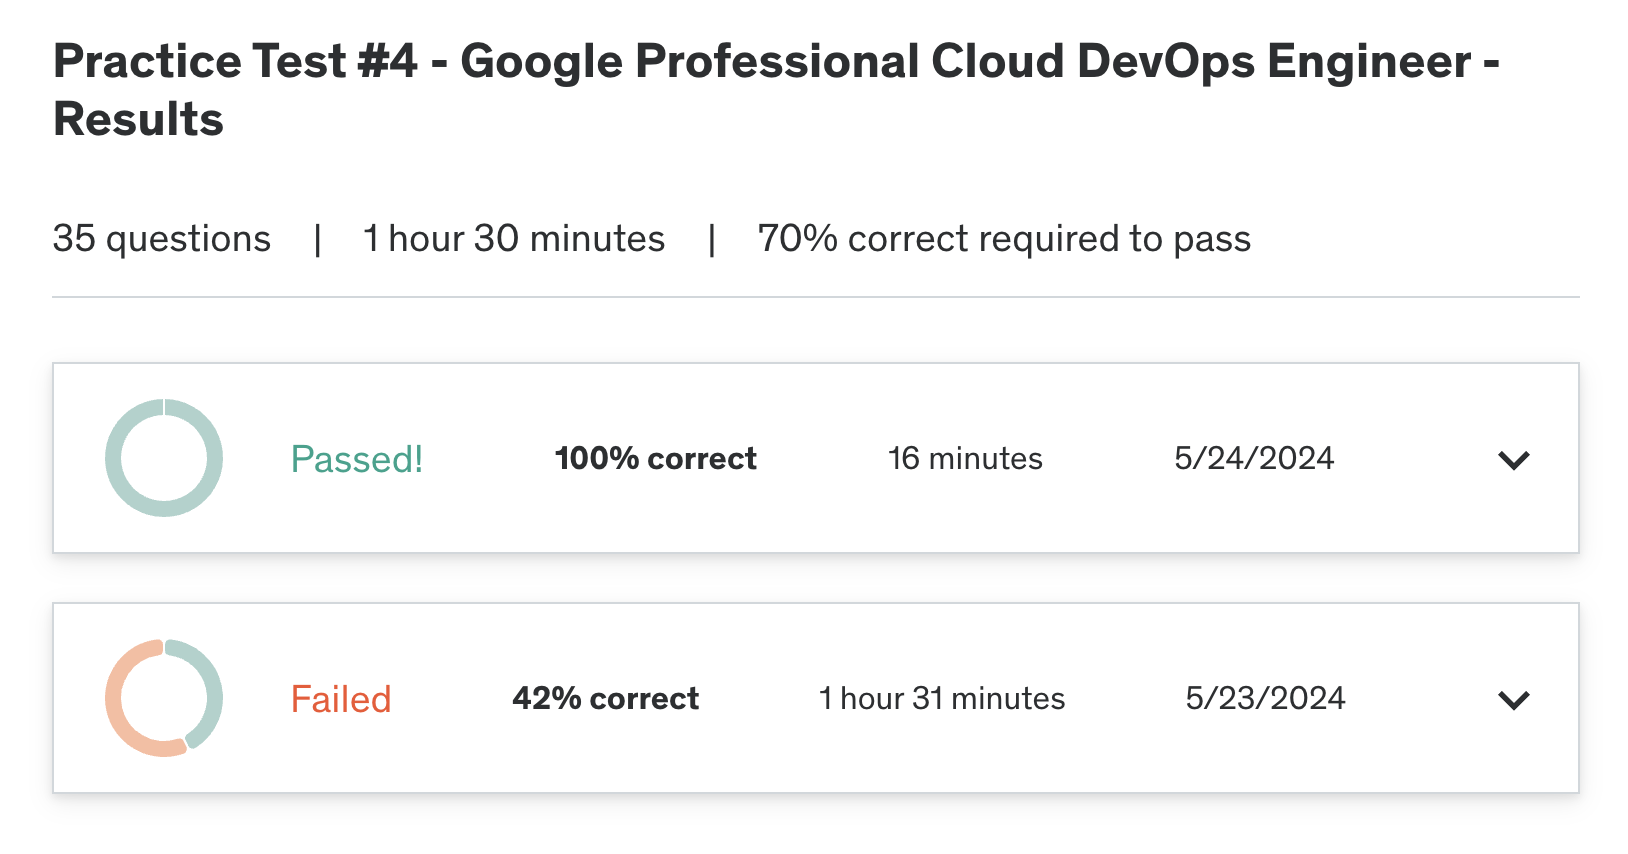 Practice Test #4 - Google Professional Cloud DevOps Engineer -
Results
35 questions | 1 hour 30 minutes | 70% correct required to pass
Passed! 100% correct 16 minutes 5/24/2024
Failed 42% correct 1 hour 31 minutes 5/23/2024